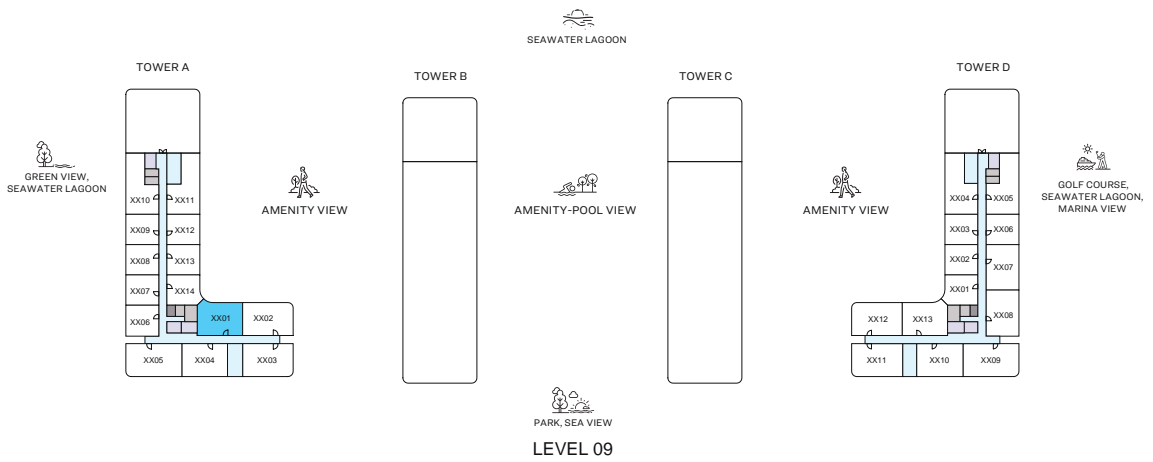 SEAWATER LAGOON
TOWER A
TOWER B
TOWER C
TOWER D
GREEN VIEW,
SEAWATER LAGOON
AMENITY VIEW
AMENITY-POOL VIEW
AMENITY VIEW
GOLF COURSE,
SEAWATER LAGOON,
MARINA VIEW
XX10
XX11
XX09
XX12
XX08
XX13
XX07
XX14
XX06
XX01
XX02
XX05
XX04
XX03
XX04
XX05
XX03
XX06
XX02
XX07
XX01
XX08
XX12
XX13
XX11
XX10
XX09
PARK, SEA VIEW
LEVEL 09